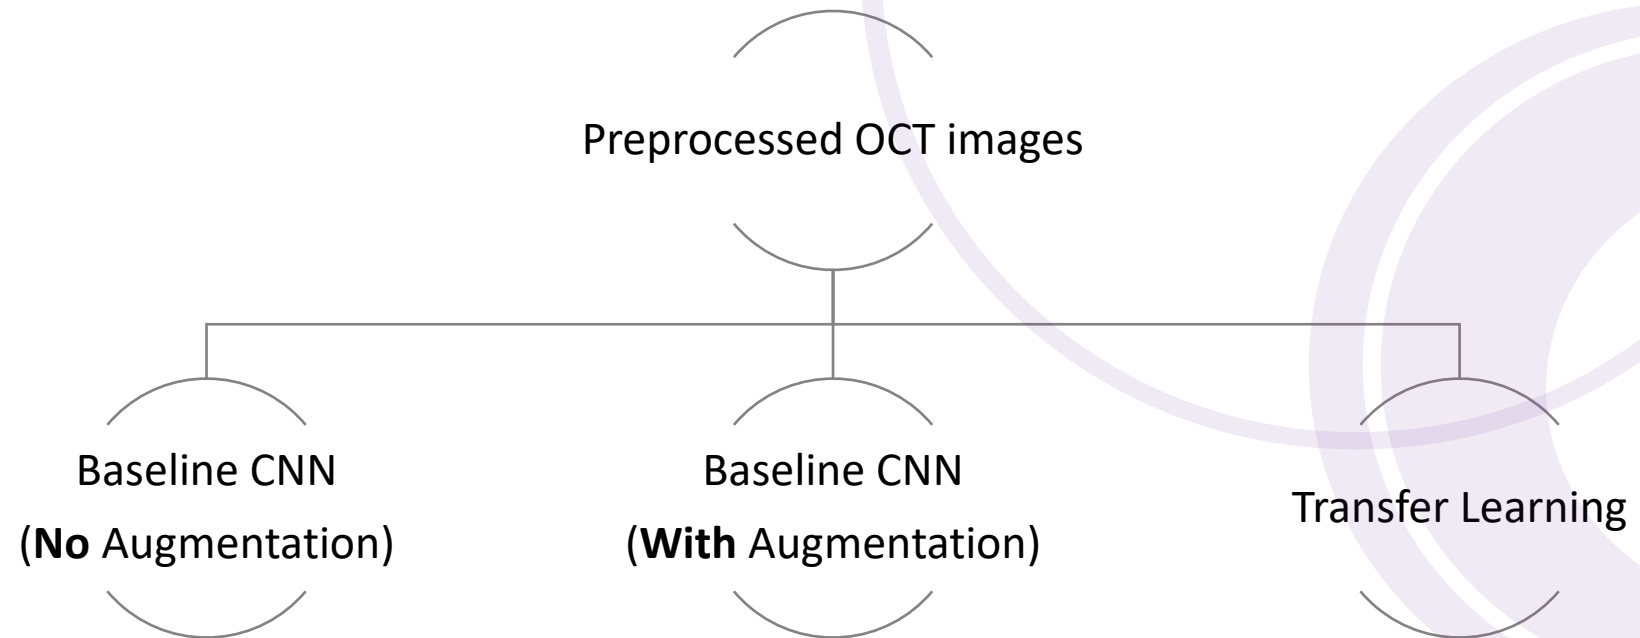 Preprocessed OCT images
Baseline CNN
(No Augmentation)
Baseline CNN
(With Augmentation)
Transfer Learning